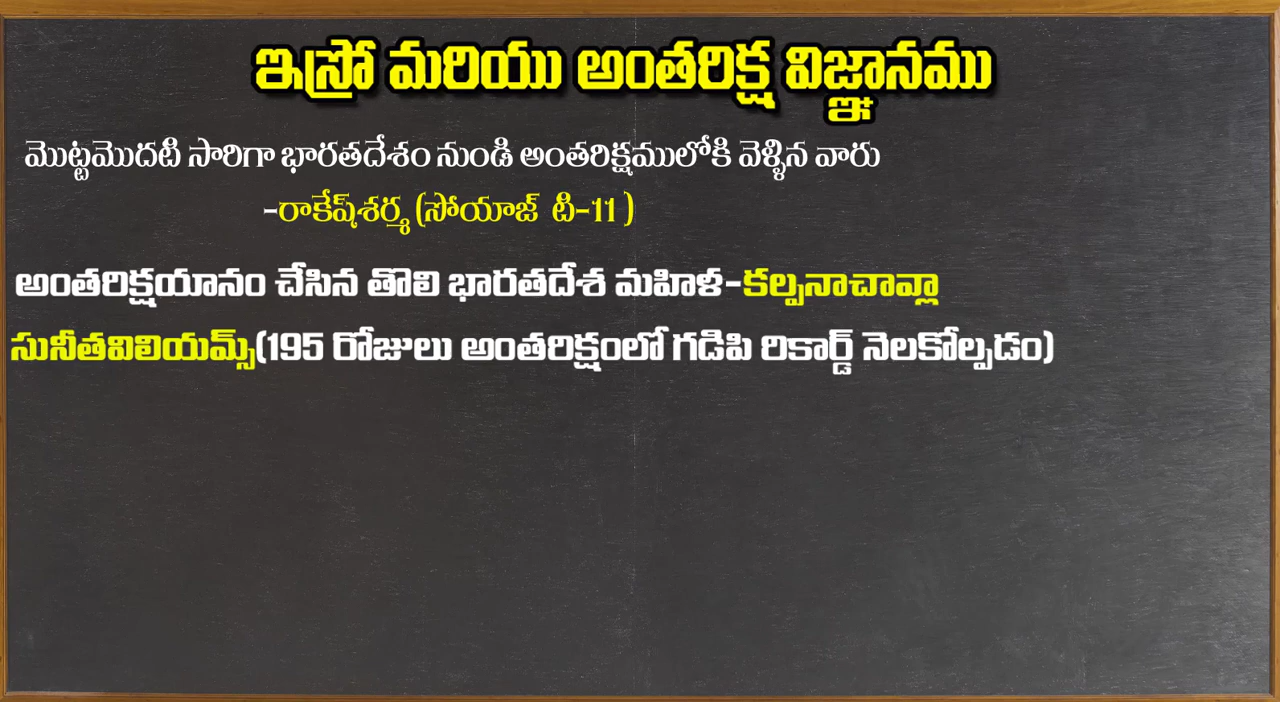 ఇస్రో మరియు అంతరిక్ష విజ్ఞానము
మొట్టమొదటి సారిగా భారతదేశం నుండి అంతరిక్షములోకి వెళ్ళిన వారు
-రాకేష్‌శర్మ (సోయాజ్ టి-11 )
అంతరిక్షయానం చేసిన తొలి భారతదేశ మహిళ-కల్పనాచావ్లా
సునీతవిలియమ్స్(195 రోజులు అంతరిక్షంలో గడిపి రికార్డ్ నెలకోల్పడం)